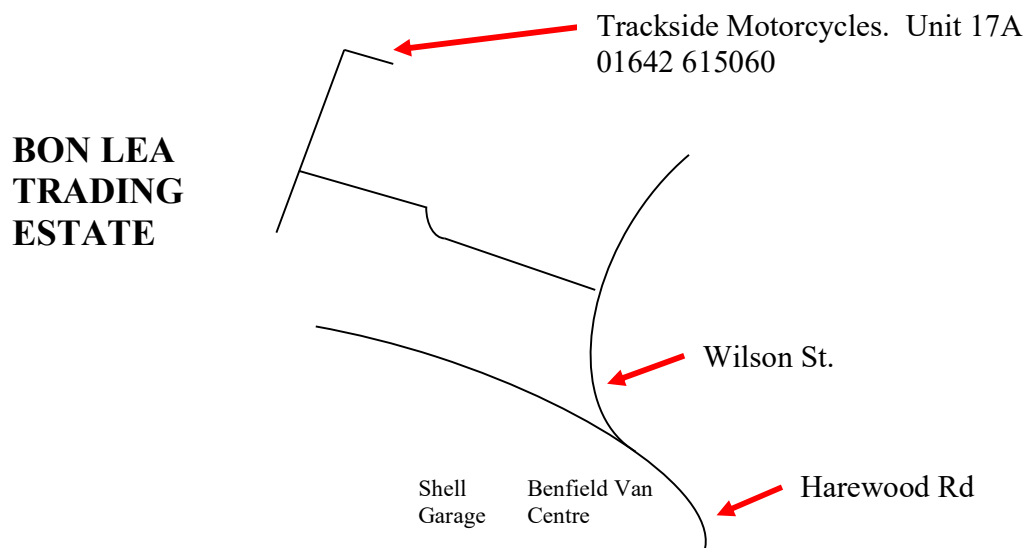 Trackside Motorcycles.  Unit 17A
01642 615060
BON LEA
TRADING
ESTATE
Wilson St.
Harewood Rd
Shell
Garage
Benfield Van
Centre